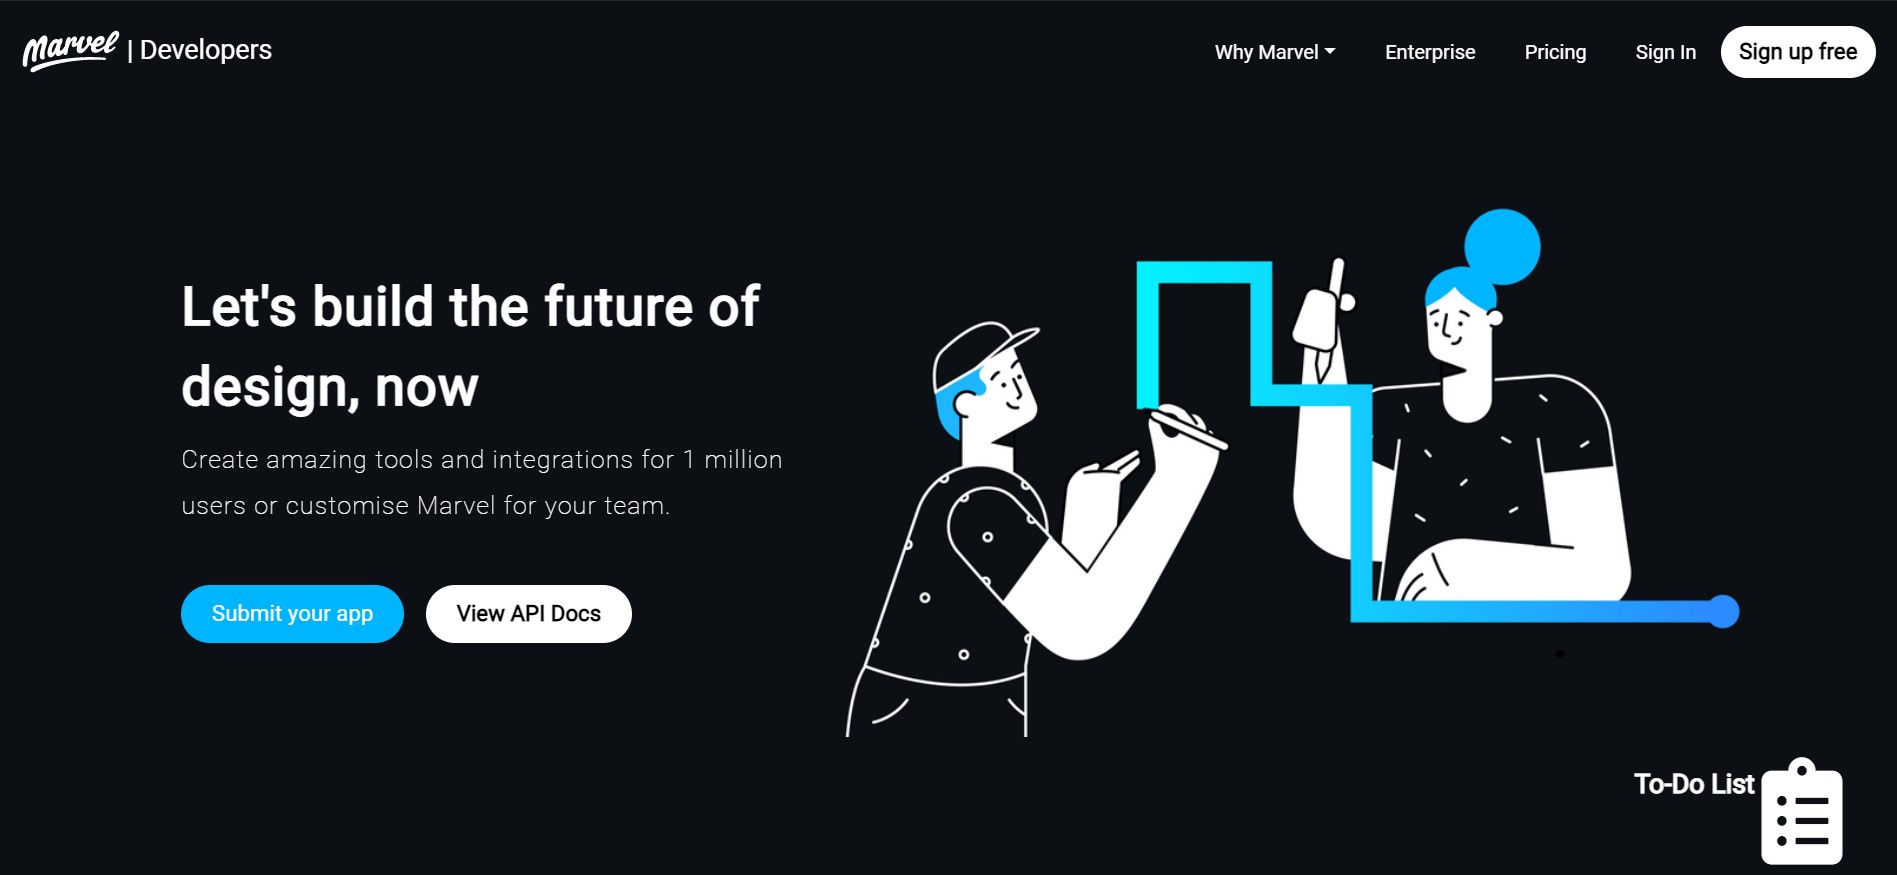 Marvel | Developers
Why Marvel
Enterprise
Pricing
Sign In
Sign up free
Let's build the future of
design, now
Create amazing tools and integrations for 1 million
users or customise Marvel for your team.
Submit your app
View API Docs
To-Do List